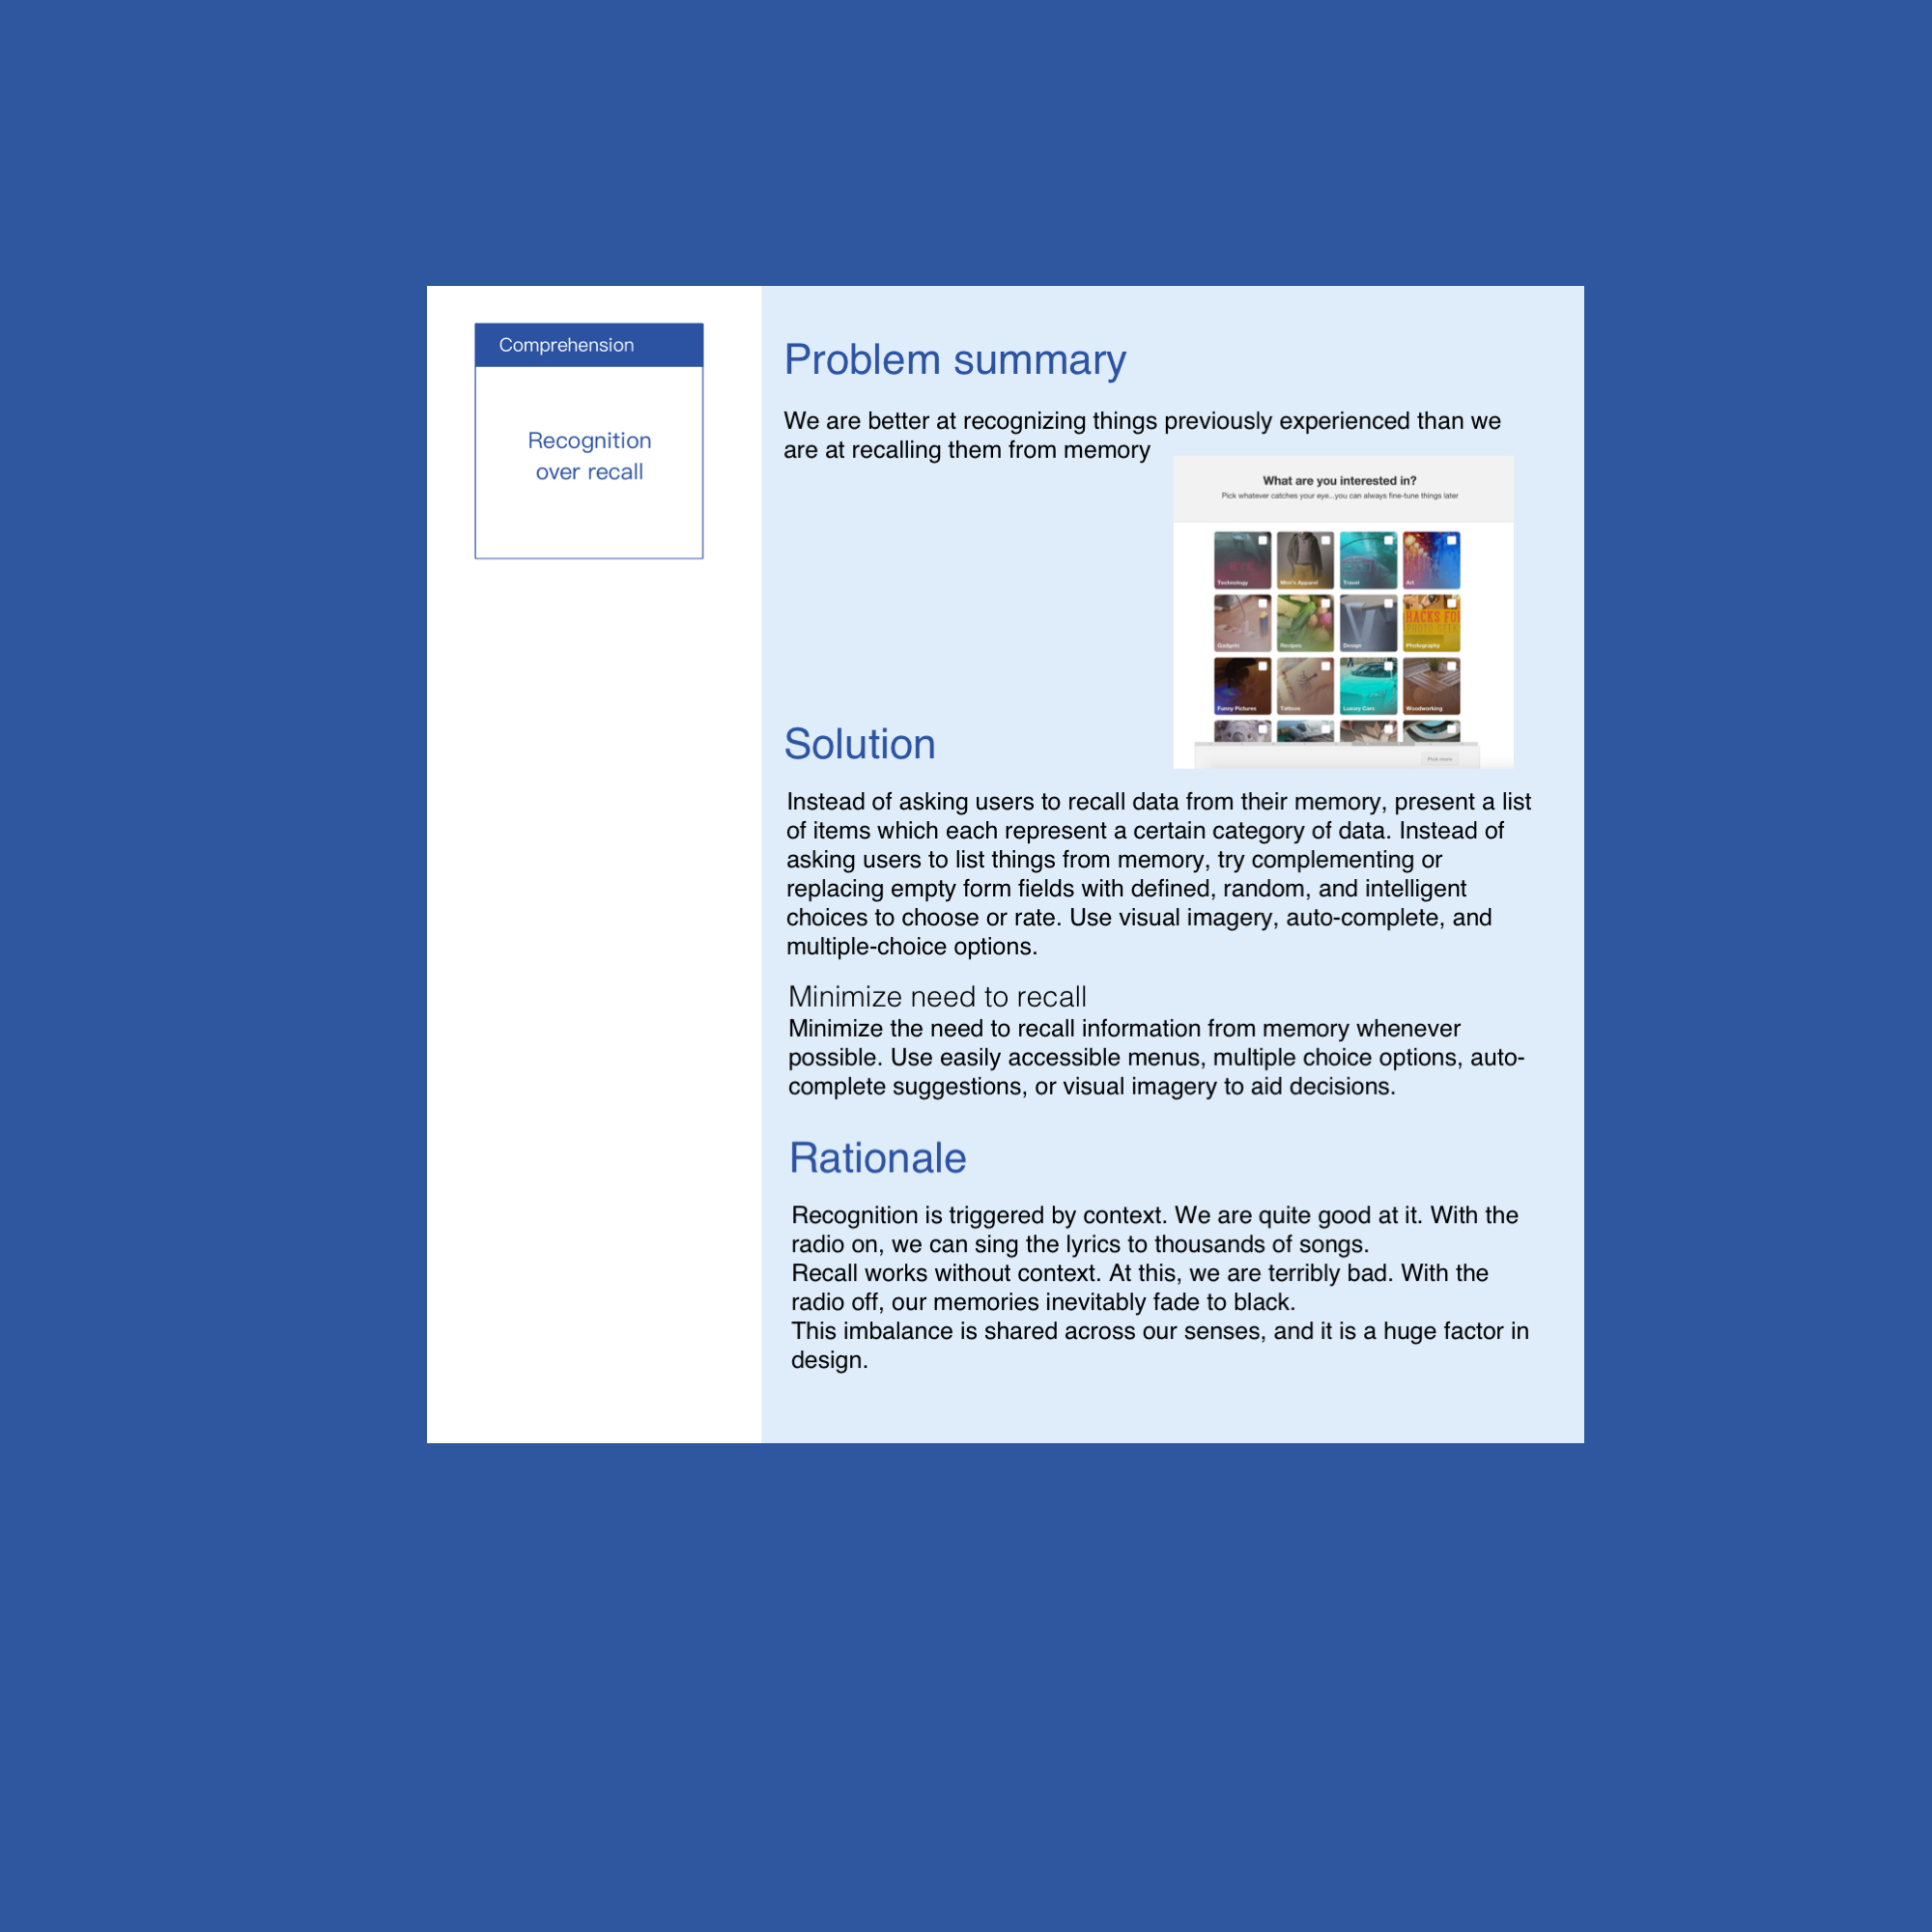 Comprehension
Recognition
over recall
Problem summary
We are better at recognizing things previously experienced than we
are at recalling them from memory
What are you interested in?
Pick whatever catches your eye...you can always fine-tune things later
Technology
Men's Apparel
Travel
Art
Gadgets
Recipes
Design
HACKS FO
PHOTO GEEK
Photography
Funny Pictures
Tattoos
Luxury Cars
Woodworking
Pick more
Solution
Instead of asking users to recall data from their memory, present a list
of items which each represent a certain category of data. Instead of
asking users to list things from memory, try complementing or
replacing empty form fields with defined, random, and intelligent
choices to choose or rate. Use visual imagery, auto-complete, and
multiple-choice options.
Minimize need to recall
Minimize the need to recall information from memory whenever
possible. Use easily accessible menus, multiple choice options, auto-
complete suggestions, or visual imagery to aid decisions.
Rationale
Recognition is triggered by context. We are quite good at it. With the
radio on, we can sing the lyrics to thousands of songs.
Recall works without context. At this, we are terribly bad. With the
radio off, our memories inevitably fade to black.
This imbalance is shared across our senses, and it is a huge factor in
design.